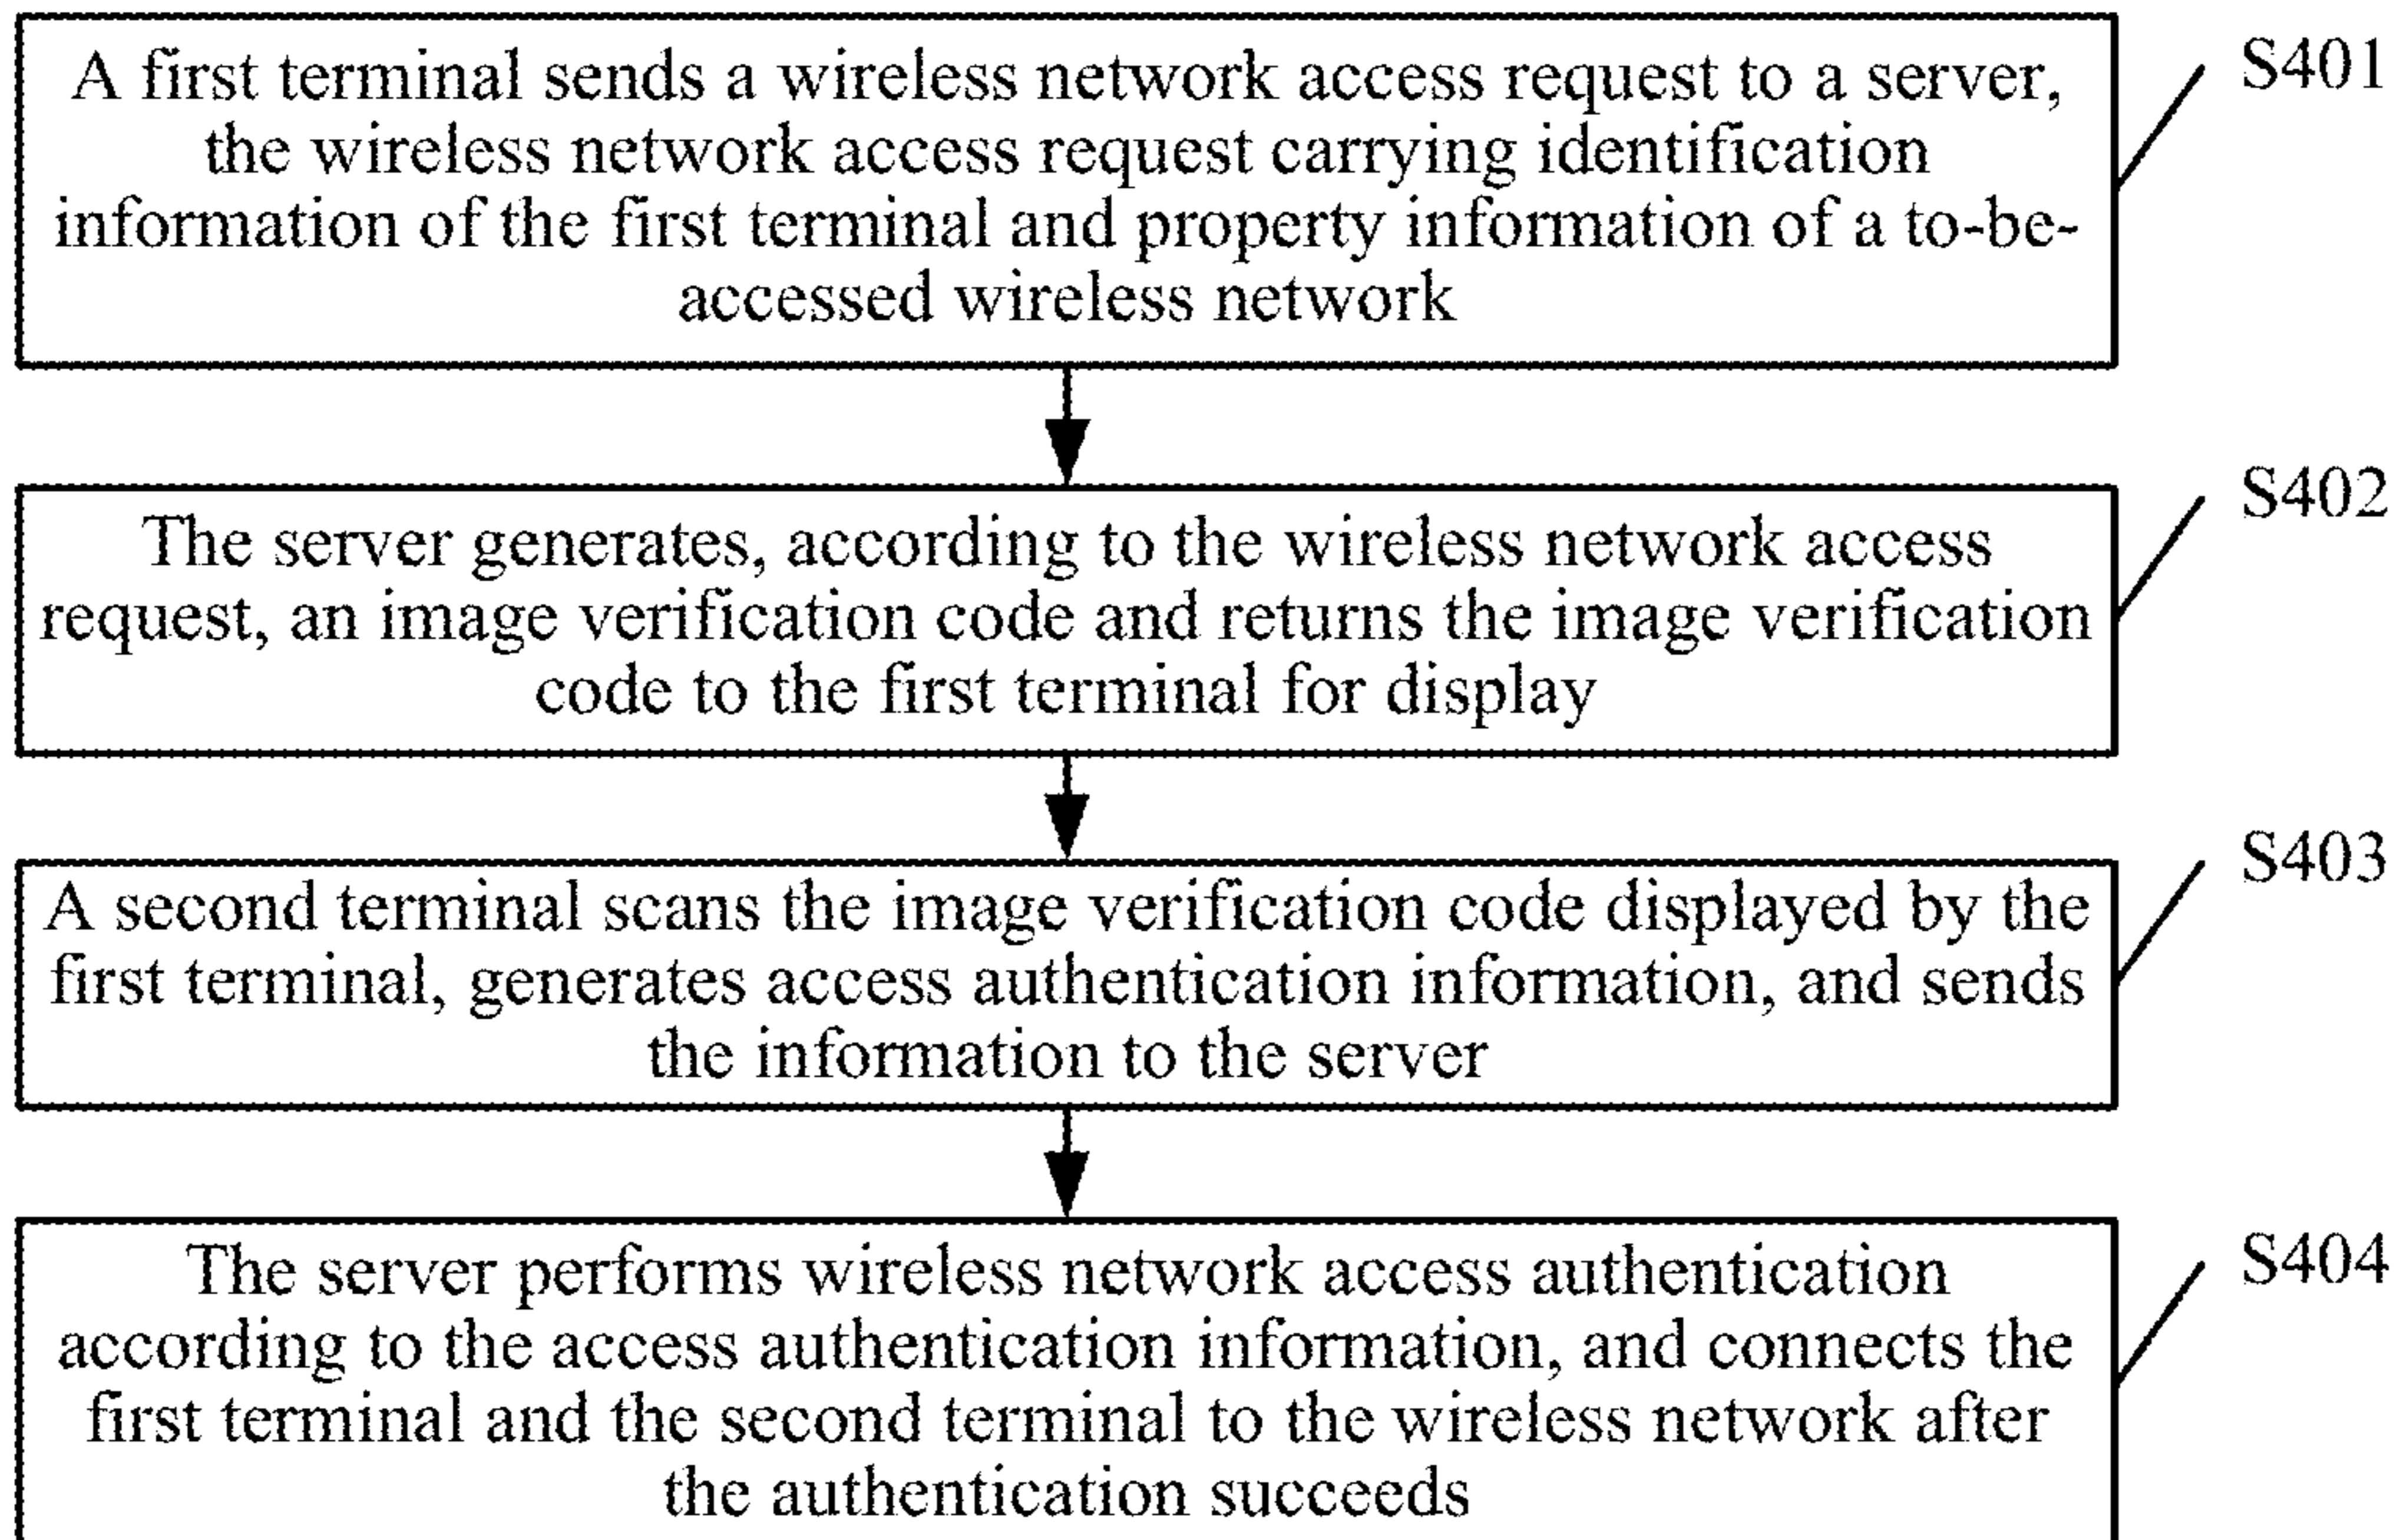 A first terminal sends a wireless network access request to a server,
the wireless network access request carrying identification
information of the first terminal and property information of a to-be-
accessed wireless network
S401
The server generates, according to the wireless network access
request, an image verification code and returns the image verification
code to the first terminal for display
S402
A second terminal scans the image verification code displayed by the
first terminal, generates access authentication information, and sends
the information to the server
S403
The server performs wireless network access authentication
according to the access authentication information, and connects the
first terminal and the second terminal to the wireless network after
the authentication succeeds
S404